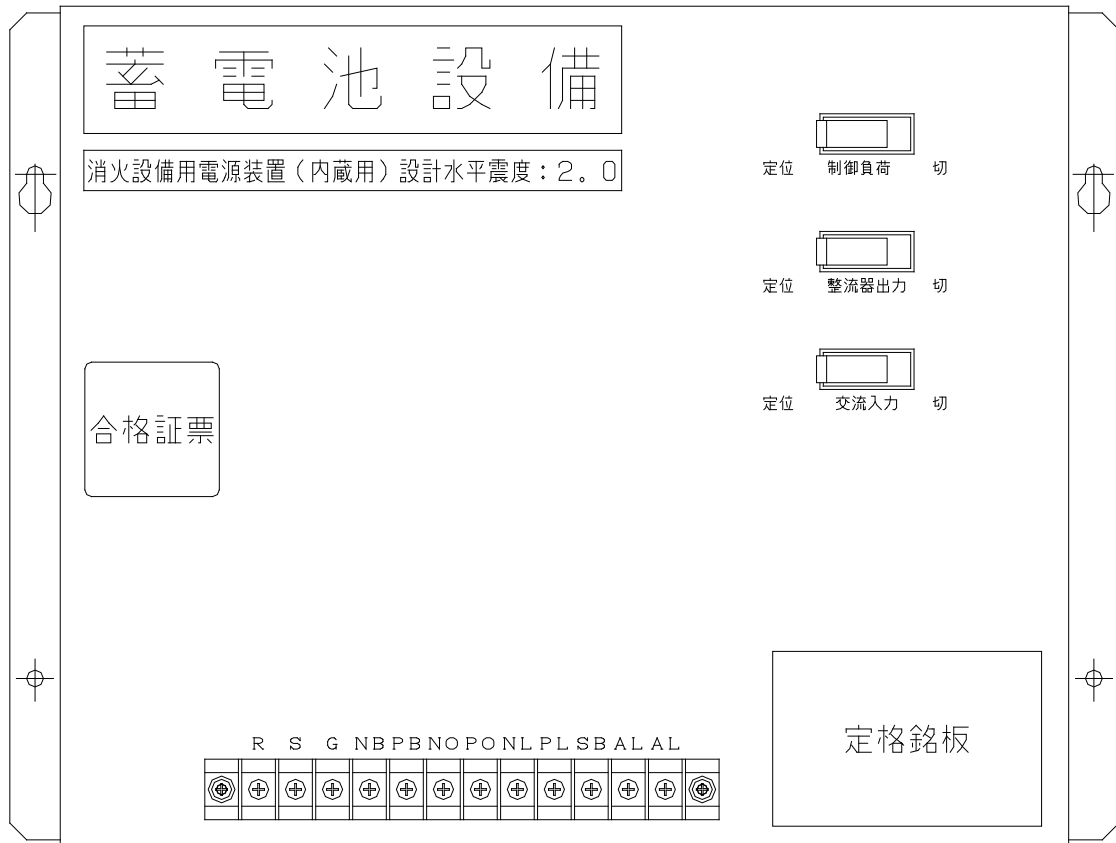 蓄電池設備
消火設備用電源装置（内蔵用）設計水平震度：２。０
定位 制御負荷 切
定位 整流器出力 切
定位 交流入力 切
合格証票
定格銘板
R S G NB PB NO PO NL PL SB AL AL